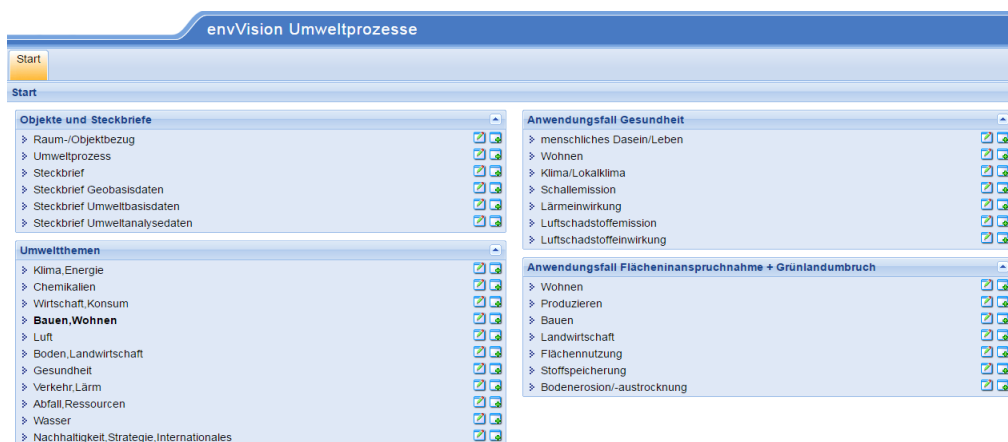 envVision Umweltprozesse
Start
Start
Objekte und Steckbriefe
Raum-/Objektbezug
Umweltprozess
Steckbrief
Steckbrief Geobasisdaten
Steckbrief Umweltbasisdaten
Steckbrief Umweltanalysedaten
Umweltthemen
Klima,Energie
Chemikalien
Wirtschaft,Konsum
Bauen,Wohnen
Luft
Boden,Landwirtschaft
Gesundheit
Verkehr,Lärm
Abfall,Ressourcen
Wasser
Nachhaltigkeit,Strategie,Internationales
Anwendungsfall Gesundheit
menschliches Dasein/Leben
Wohnen
Klima/Lokalklima
Schallemission
Lärmeinwirkung
Luftschadstoffemission
Luftschadstoffeinwirkung
Anwendungsfall Flächeninanspruchnahme + Grünlandumbruch
Wohnen
Produzieren
Bauen
Landwirtschaft
Flächennutzung
Stoffspeicherung
Bodenerosion/-austrocknung